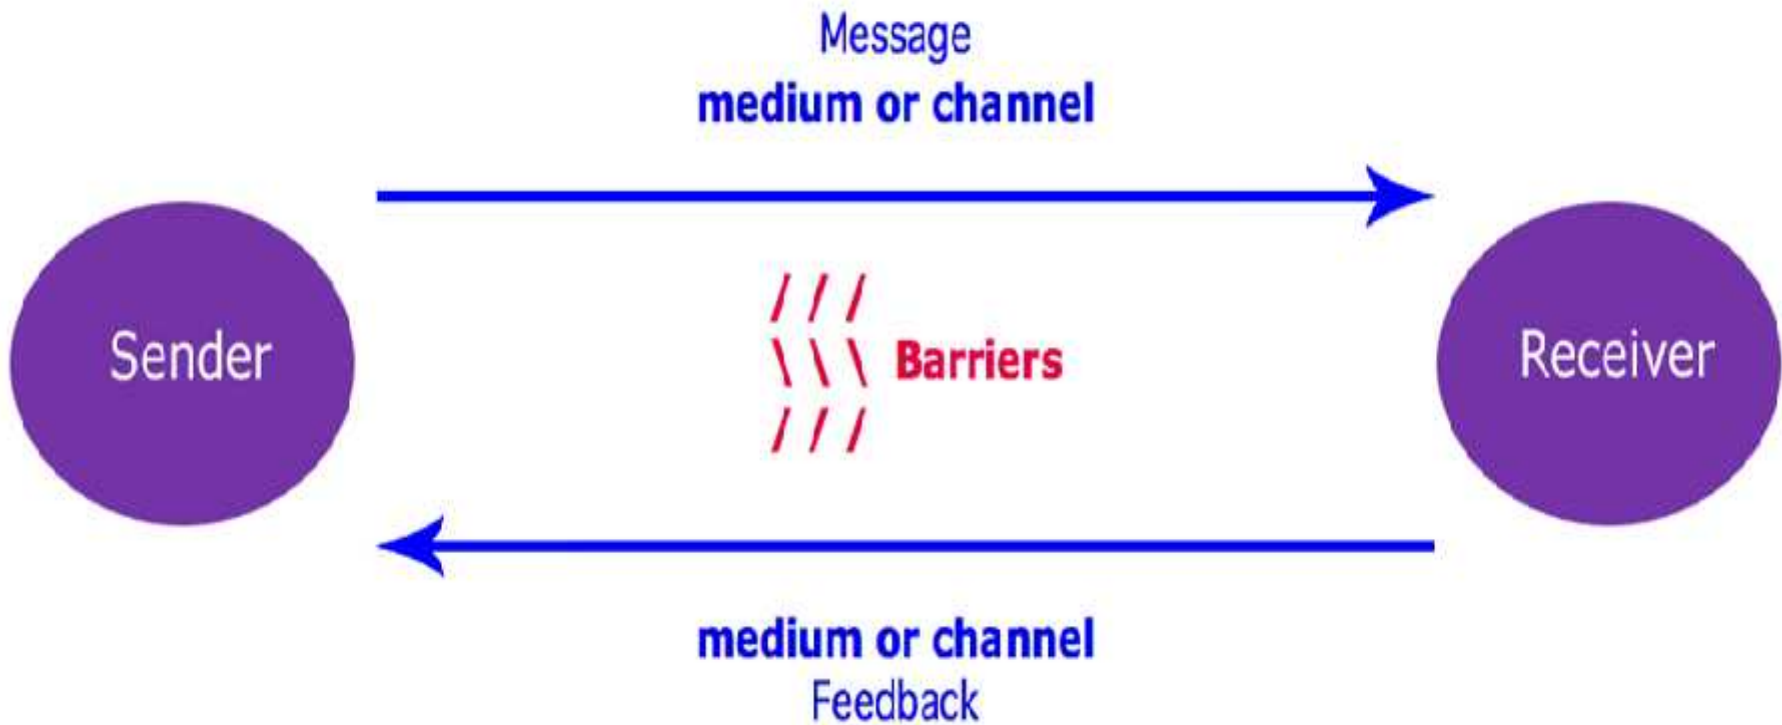 Message
medium or channel
Sender
/ / /
\ \ \ Barriers
/ / /
Receiver
medium or channel
Feedback